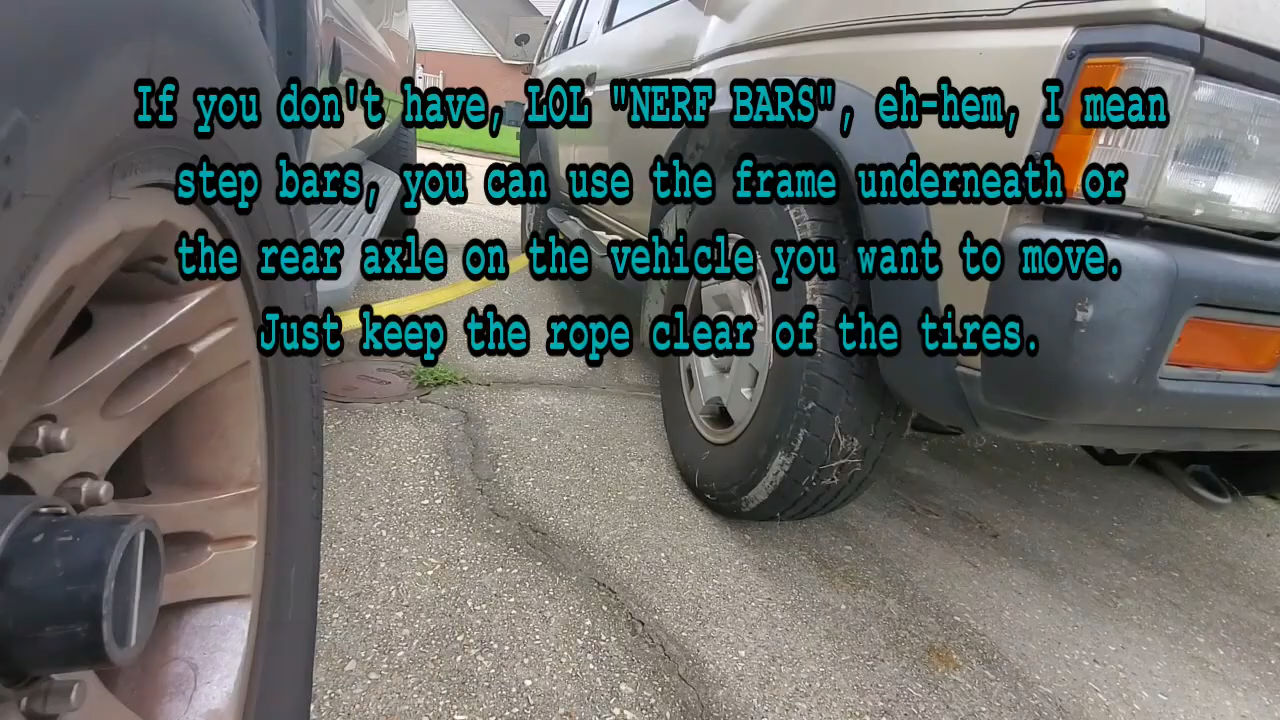 If you don't have, LOL "NERF BARS", eh-hem, I mean
step bars, you can use the frame underneath or
the rear axle on the vehicle you want to move.
Just keep the rope clear of the tires.